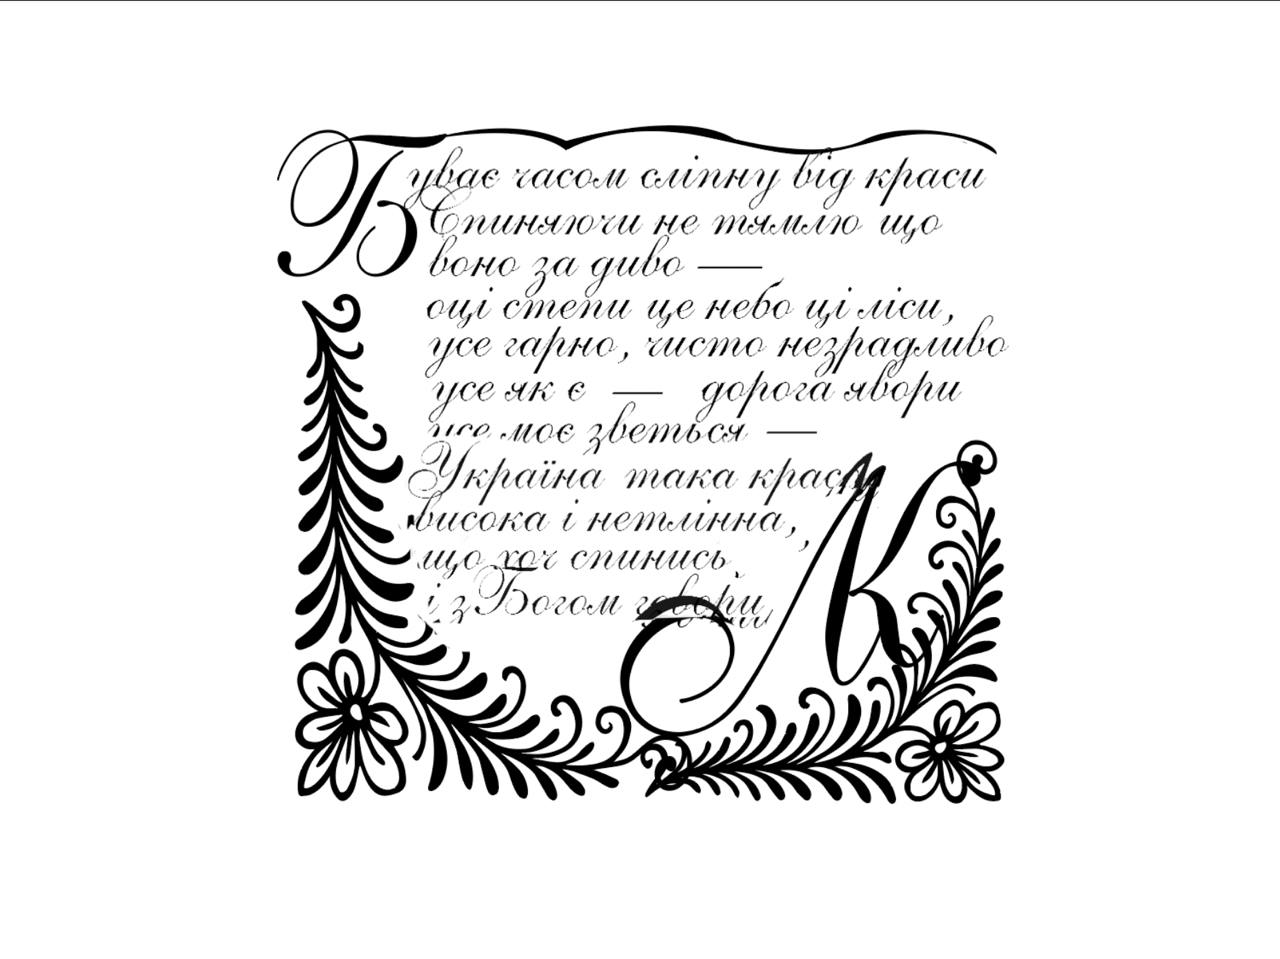 Буває часом сліпну від краси
Спиняючи не тямлю що
воно за диво —
оці степи це небо ці ліси,
усе гарно, чисто незрадливо
усе як є — дорога явори
усе моє зветься —
Україна така краса
висока і нетлінна,
що хоч спинись,
і з Богом говори